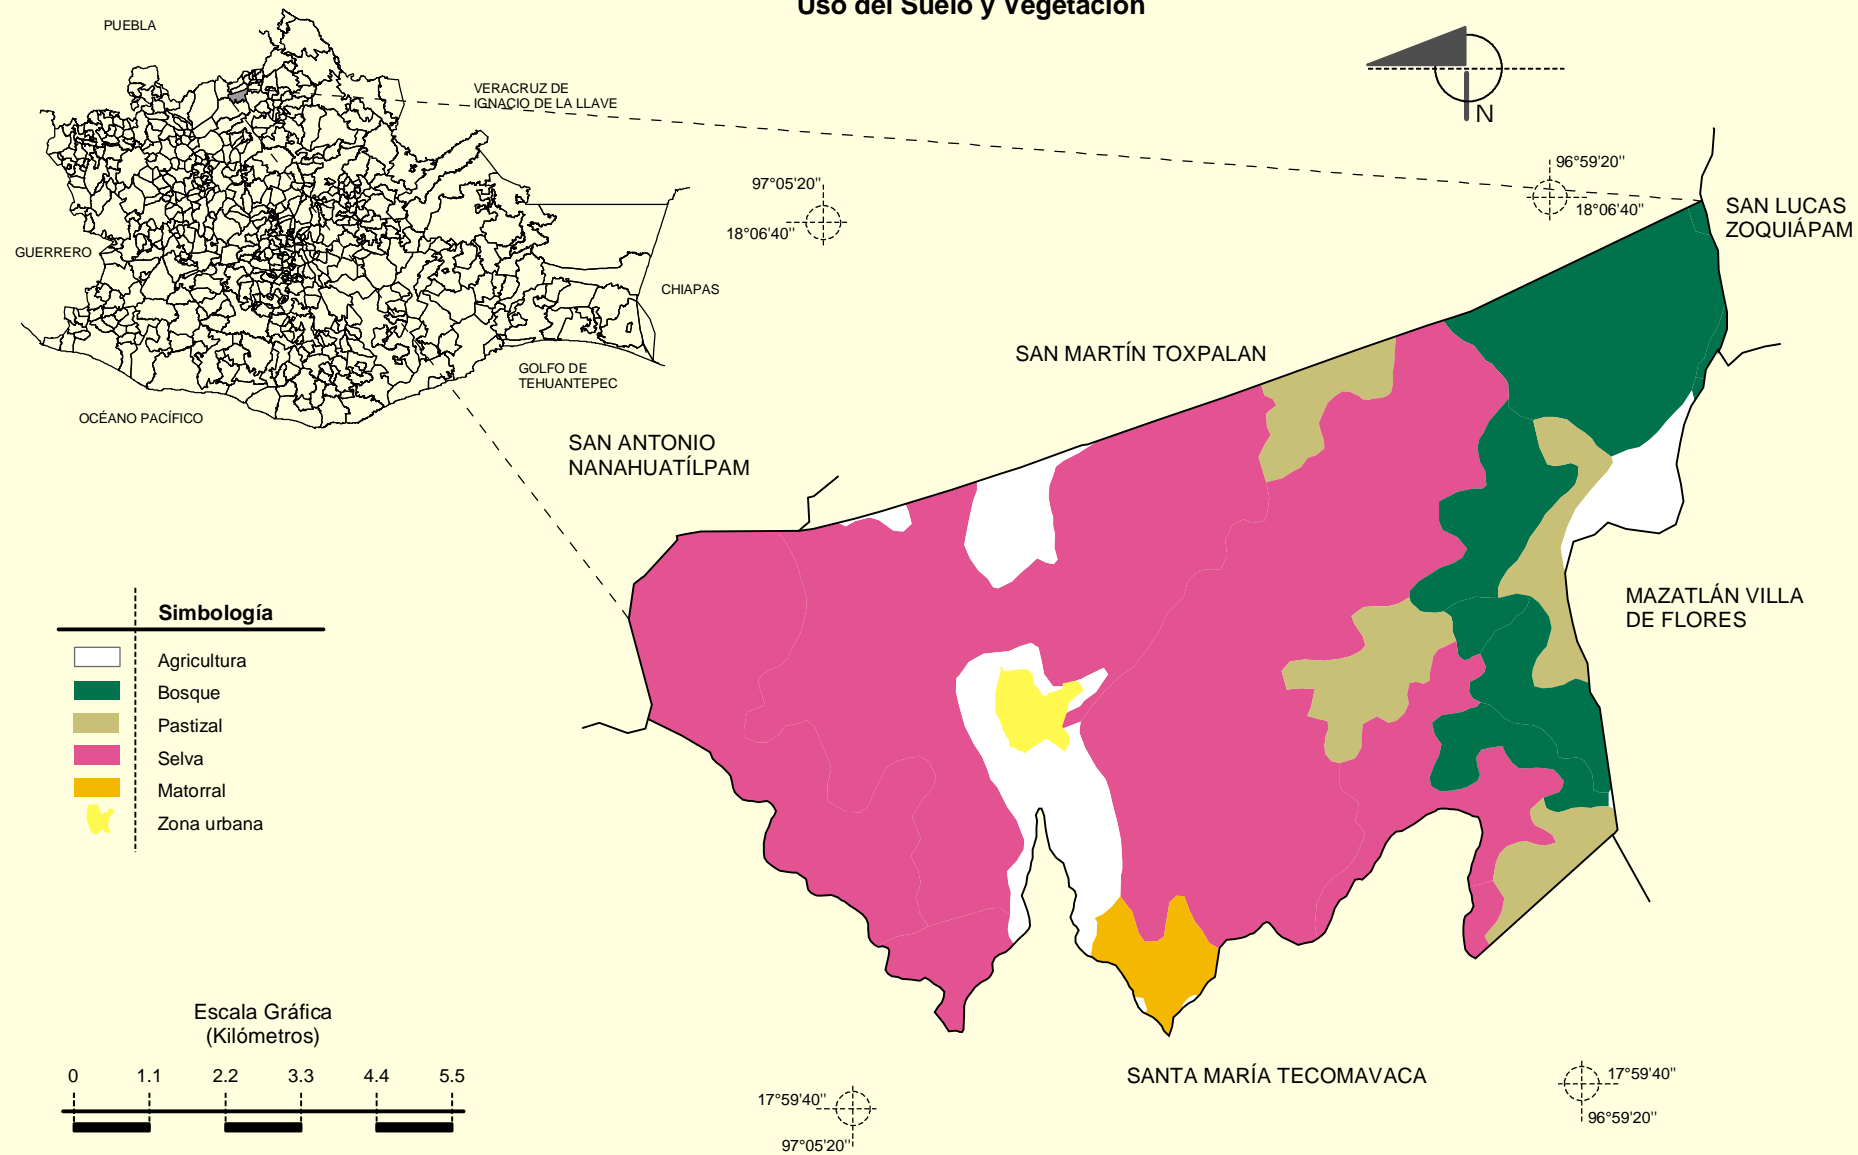 Uso del Suelo y Vegetación
PUEBLA
VERACRUZ DE
IGNACIO DE LA LLAVE
GUERRERO
CHIAPAS
GOLFO DE
TEHUANTEPEC
OCÉANO PACÍFICO
N
97°05'20"
18°06'40"
96°59'20"
18°06'40"
SAN LUCAS
ZOQUIÁPAM
SAN MARTÍN TOXPALAN
SAN ANTONIO
NANAHUATÍLPAM
MAZATLÁN VILLA
DE FLORES
Simbología
Agricultura
Bosque
Pastizal
Selva
Matorral
Zona urbana
Escala Gráfica
(Kilómetros)
0 1.1 2.2 3.3 4.4 5.5
SANTA MARÍA TECOMAVACA
17°59'40"
97°05'20"
17°59'40"
96°59'20"